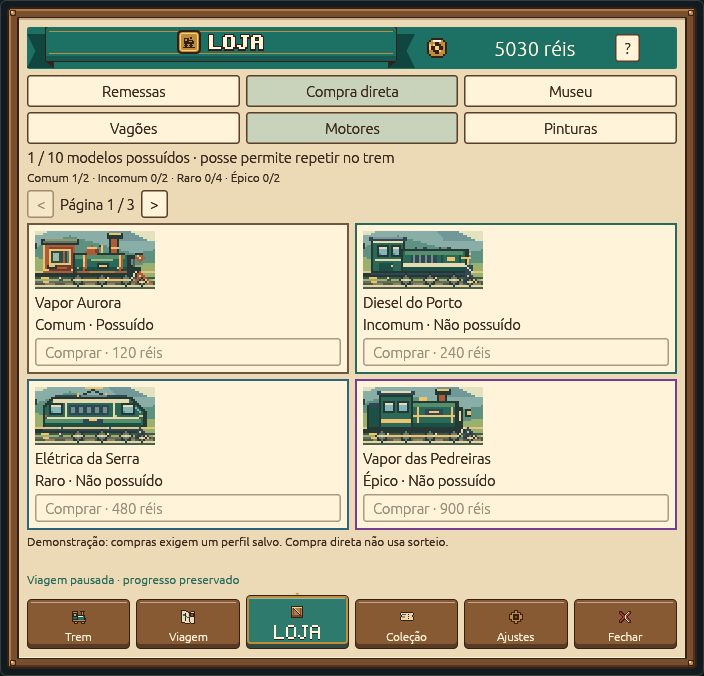 LOJA
5030 réis
?
Remessas
Compra direta
Museu
Vagões
Motores
Pinturas
1 / 10 modelos possuídos · posse permite repetir no trem
Comum 1/2 · Incomum 0/2 · Raro 0/4 · Épico 0/2
< Página 1 / 3 >
Vapor Aurora
Comum · Possuído
Comprar · 120 réis
Diesel do Porto
Incomum · Não possuído
Comprar · 240 réis
Elétrica da Serra
Raro · Não possuído
Comprar · 480 réis
Vapor das Pedreiras
Épico · Não possuído
Comprar · 900 réis
Demonstração: compras exigem um perfil salvo. Compra direta não usa sorteio.
Viagem pausada · progresso preservado
Trem
Viagem
LOJA
Coleção
Ajustes
Fechar